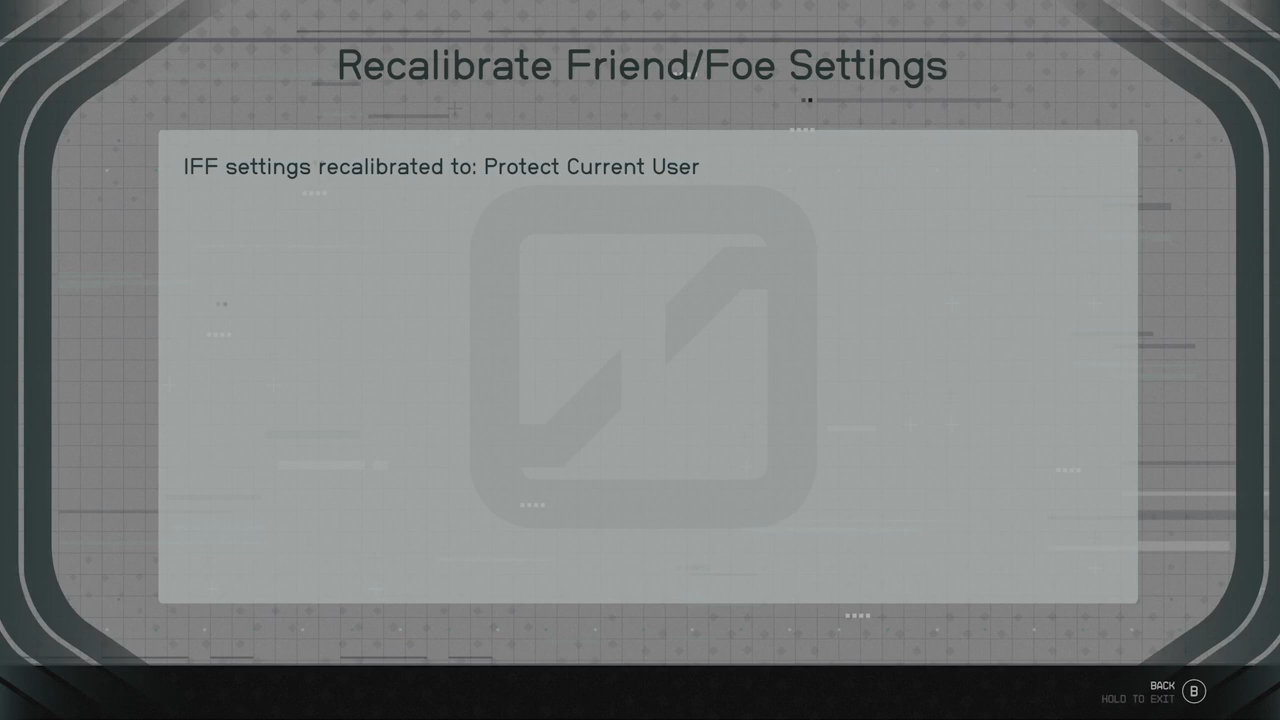 Recalibrate Friend/Foe Settings
IFF settings recalibrated to: Protect Current User
BACK
HOLD TO EXIT
B